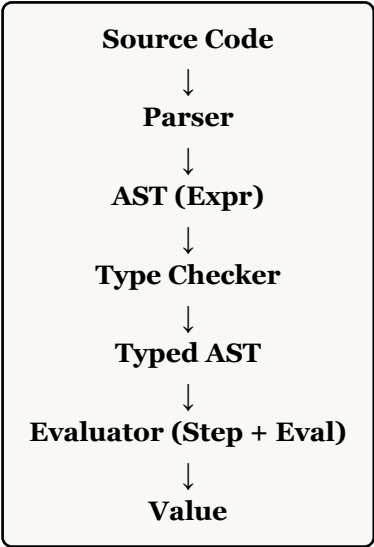 Source Code
↓
Parser
↓
AST (Expr)
↓
Type Checker
↓
Typed AST
↓
Evaluator (Step + Eval)
↓
Value